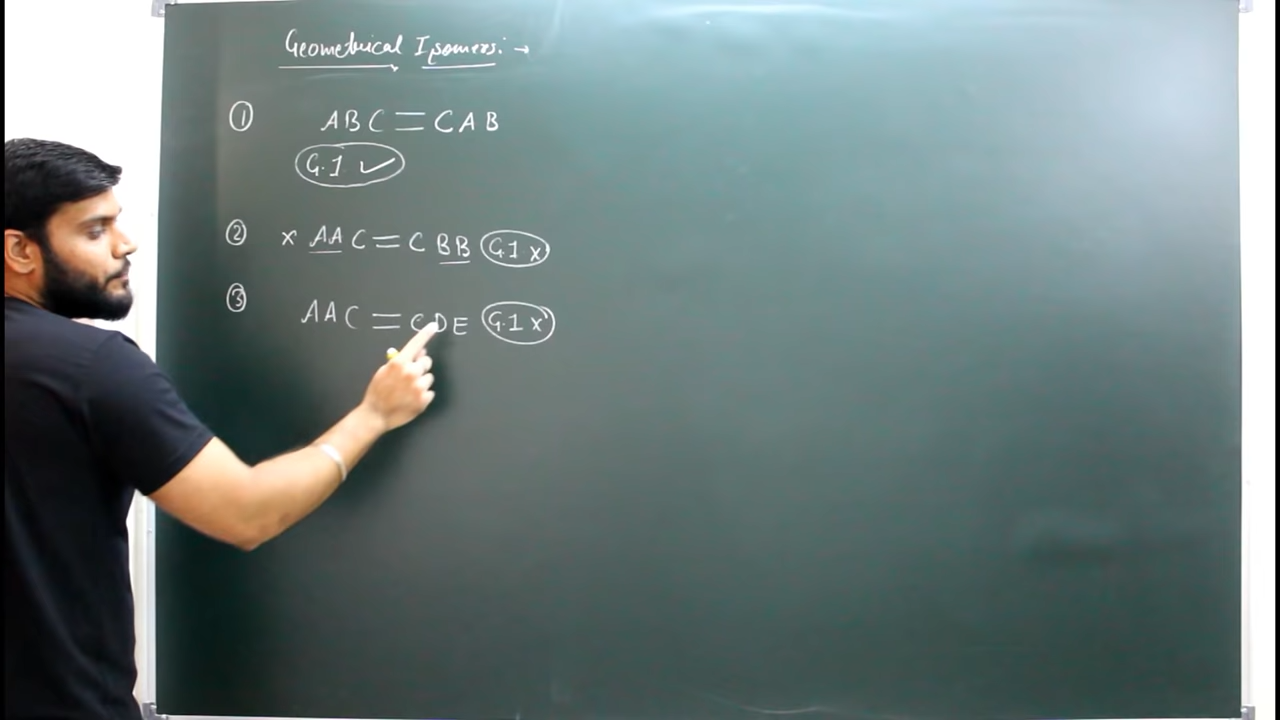 Geometrical Isomers: →
① ABC = CAB
G.I ✓
② × AAC = CBB G.I ×
③ AAC = CDE G.I ×